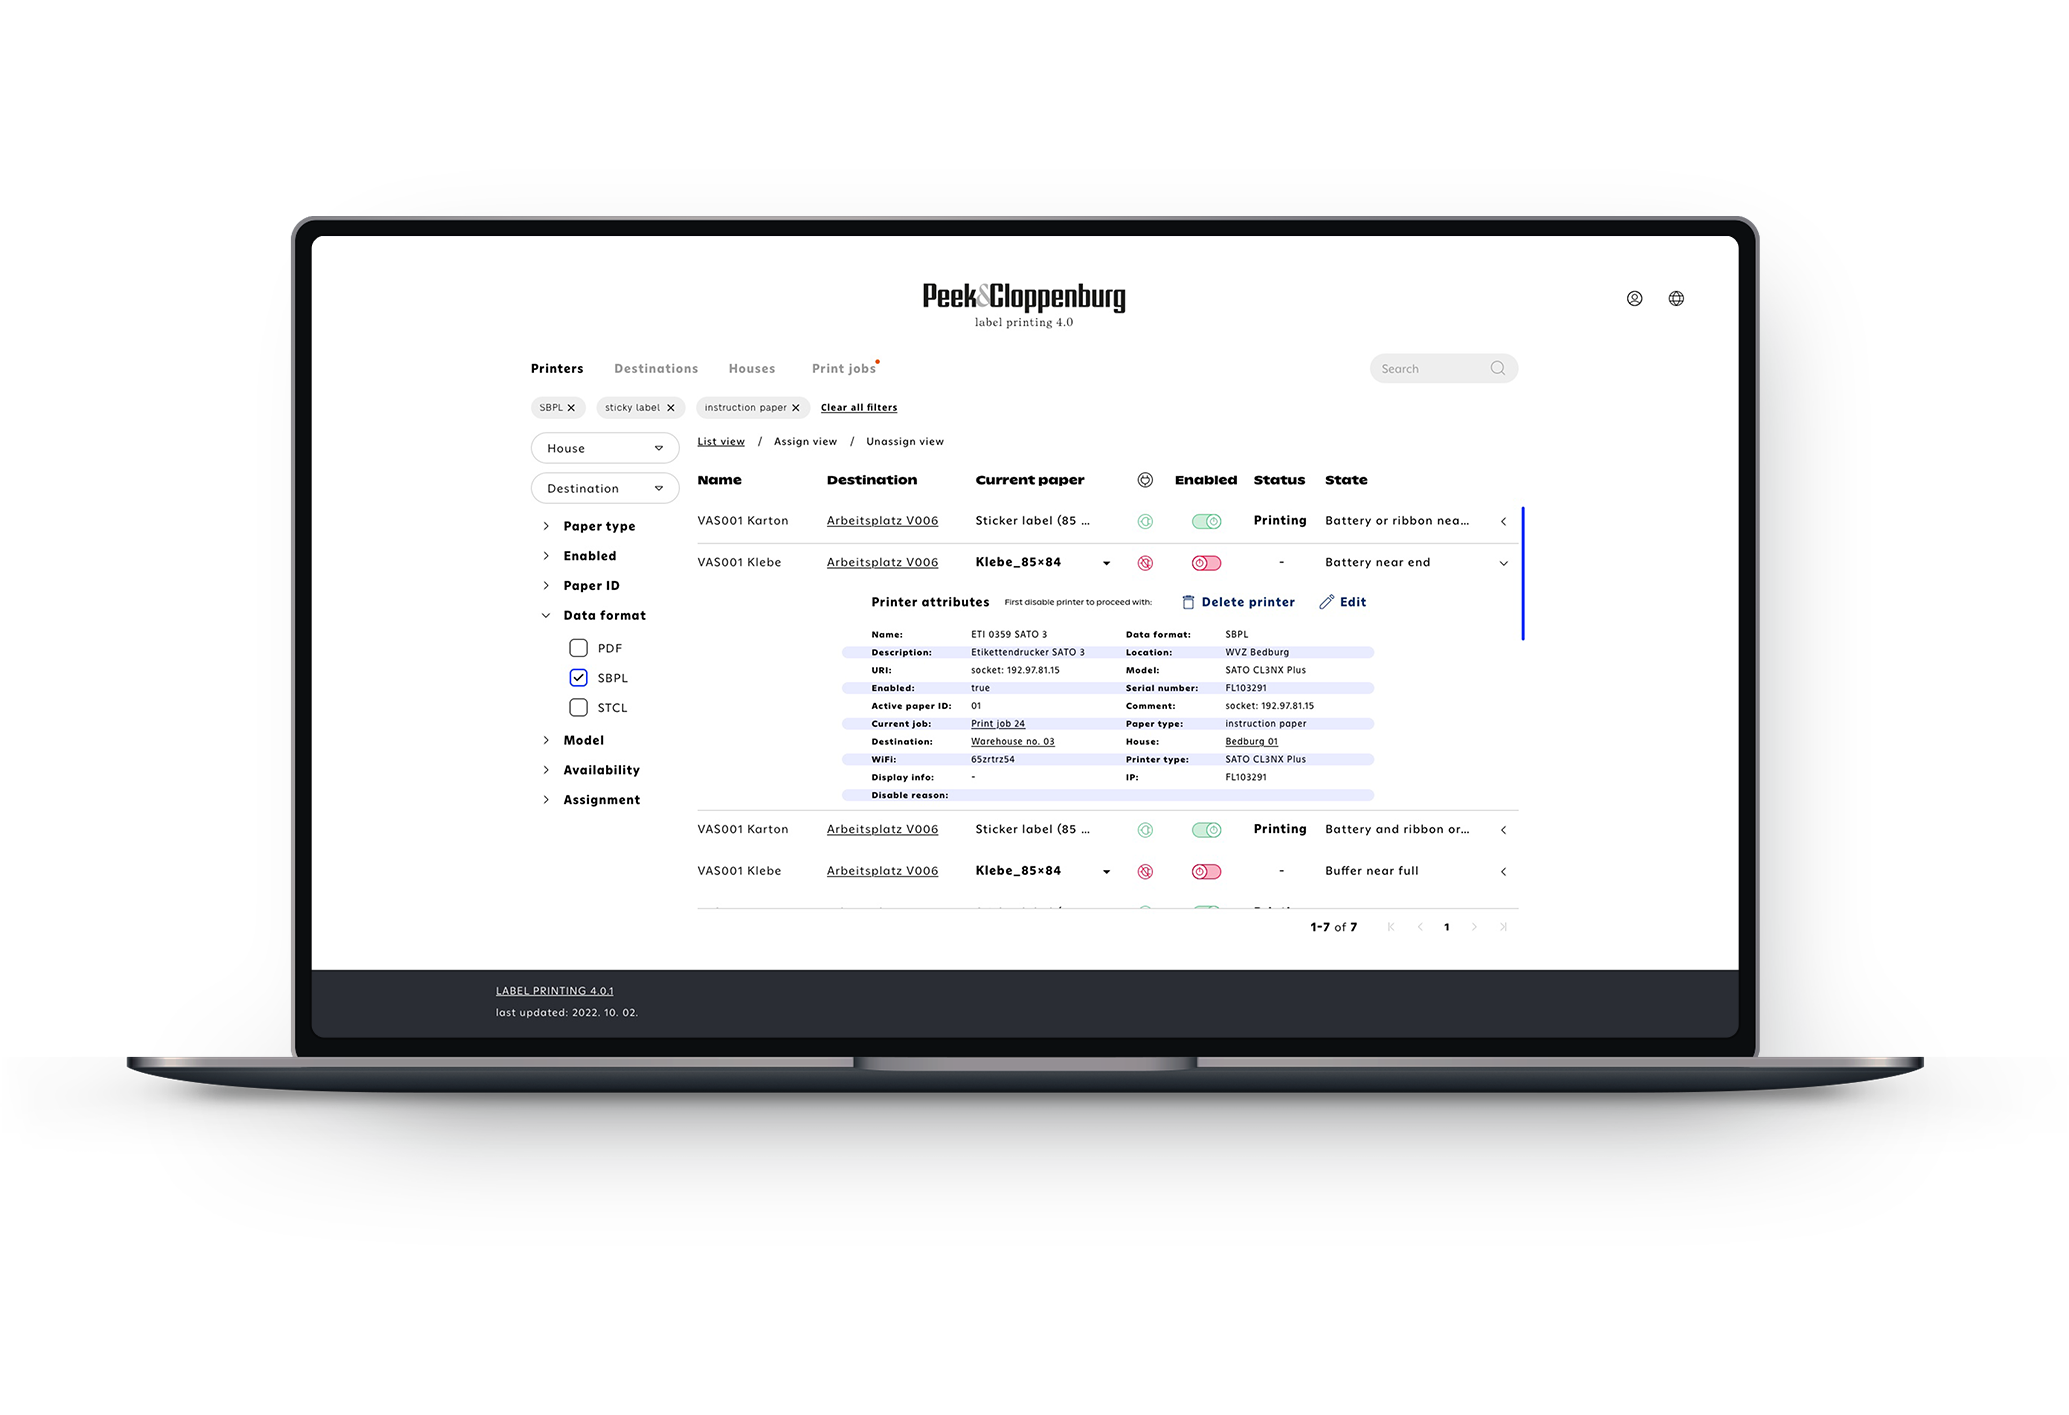 Peek&Cloppenburg
label printing 4.0
Printers Destinations Houses Print jobs Search
SBPL sticky label instruction paper Clear all filters
List view / Assign view / Unassign view
House
Destination
Paper type
Enabled
Paper ID
Data format
PDF
SBPL
STCL
Model
Availability
Assignment
Name Destination Current paper Enabled Status State
VAS001 Karton Arbeitsplatz V006 Sticker label (85 ... Printing Battery or ribbon nea...
VAS001 Klebe Arbeitsplatz V006 Klebe_85×84 - Battery near end
Printer attributes First disable printer to proceed with: Delete printer Edit
Name: ETI 0359 SATO 3 Data format: SBPL
Description: Etikettendrucker SATO 3 Location: WVZ Bedburg
URI: socket: 192.97.81.15 Model: SATO CL3NX Plus
Enabled: true Serial number: FL103291
Active paper ID: 01 Comment: socket: 192.97.81.15
Current job: Print job 24 Paper type: instruction paper
Destination: Warehouse no. 03 House: Bedburg 01
WiFi: 65zrtrz54 Printer type: SATO CL3NX Plus
Display info: - IP: FL103291
Disable reason:
VAS001 Karton Arbeitsplatz V006 Sticker label (85 ... Printing Battery and ribbon or...
VAS001 Klebe Arbeitsplatz V006 Klebe_85×84 - Buffer near full
1-7 of 7 1
LABEL PRINTING 4.0.1
last updated: 2022. 10. 02.